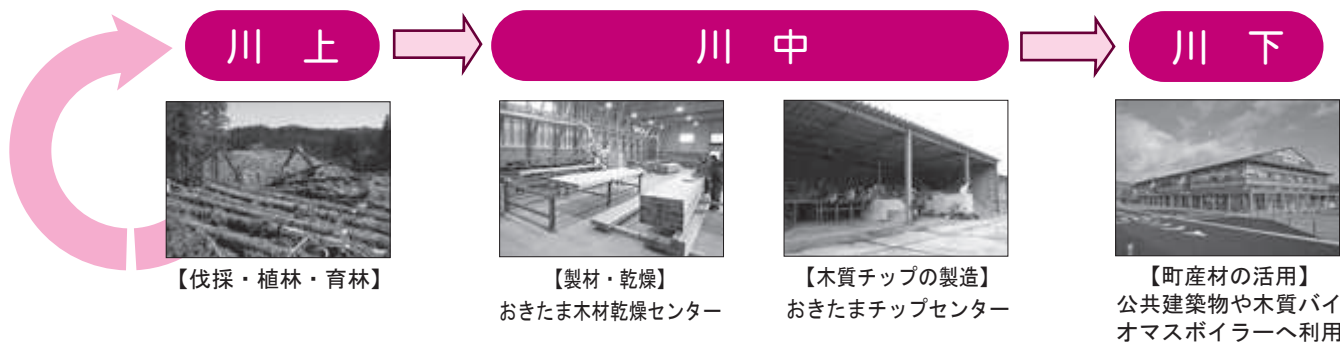 川上
川中
川下
【伐採・植林・育林】
【製材・乾燥】
おきたま木材乾燥センター
【木質チップの製造】
おきたまチップセンター
【町産材の活用】
公共建築物や木質バイ
オマスボイラーへ利用